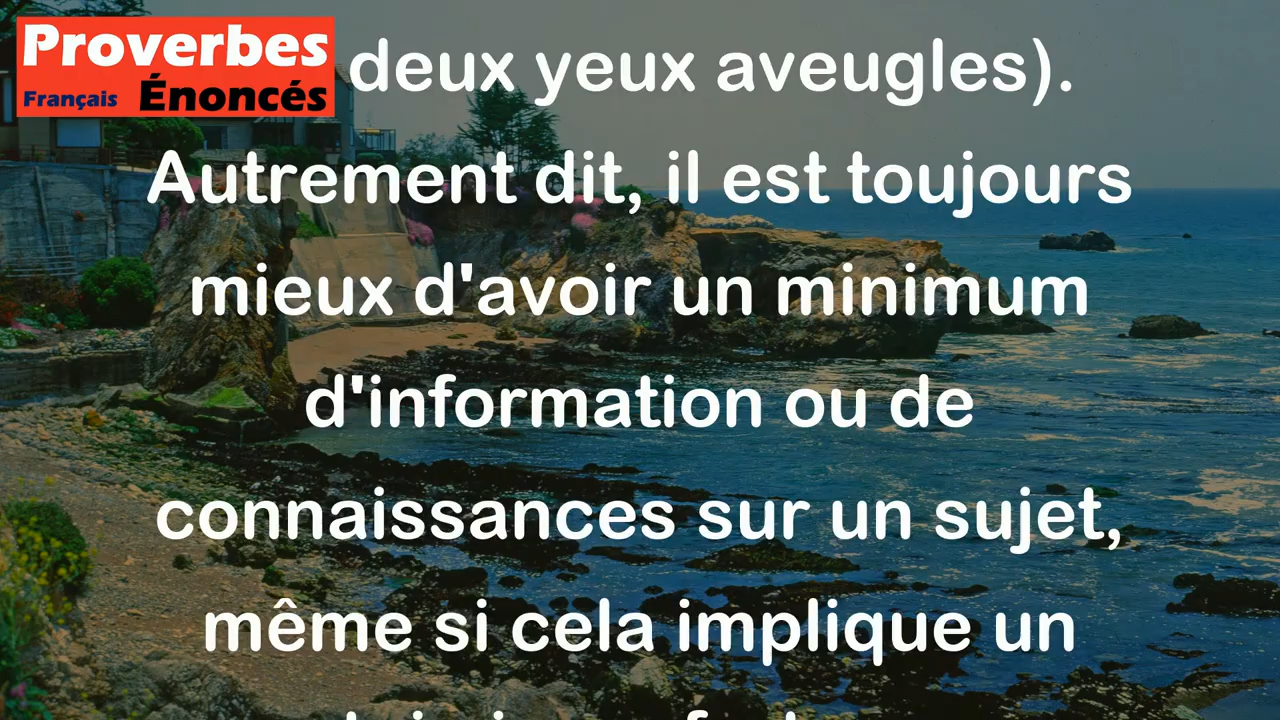 Proverbes
Français Énoncés
deux yeux aveugles).
Autrement dit, il est toujours
mieux d'avoir un minimum
d'information ou de
connaissances sur un sujet,
même si cela implique un